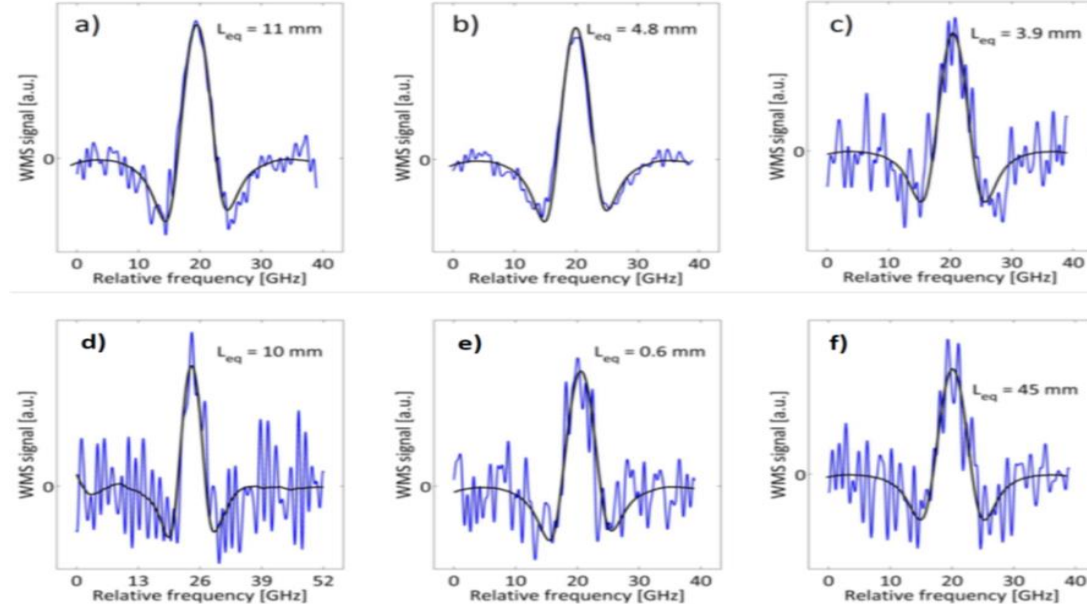 a)
L_eq = 11 mm
WMS signal [a.u.]
0
0 10 20 30 40
Relative frequency [GHz]
b)
L_eq = 4.8 mm
WMS signal [a.u.]
0
0 10 20 30 40
Relative frequency [GHz]
c)
L_eq = 3.9 mm
WMS signal [a.u.]
0
0 10 20 30 40
Relative frequency [GHz]
d)
L_eq = 10 mm
WMS signal [a.u.]
0
0 13 26 39 52
Relative frequency [GHz]
e)
L_eq = 0.6 mm
WMS signal [a.u.]
0
0 10 20 30 40
Relative frequency [GHz]
f)
L_eq = 45 mm
WMS signal [a.u.]
0
0 10 20 30 40
Relative frequency [GHz]